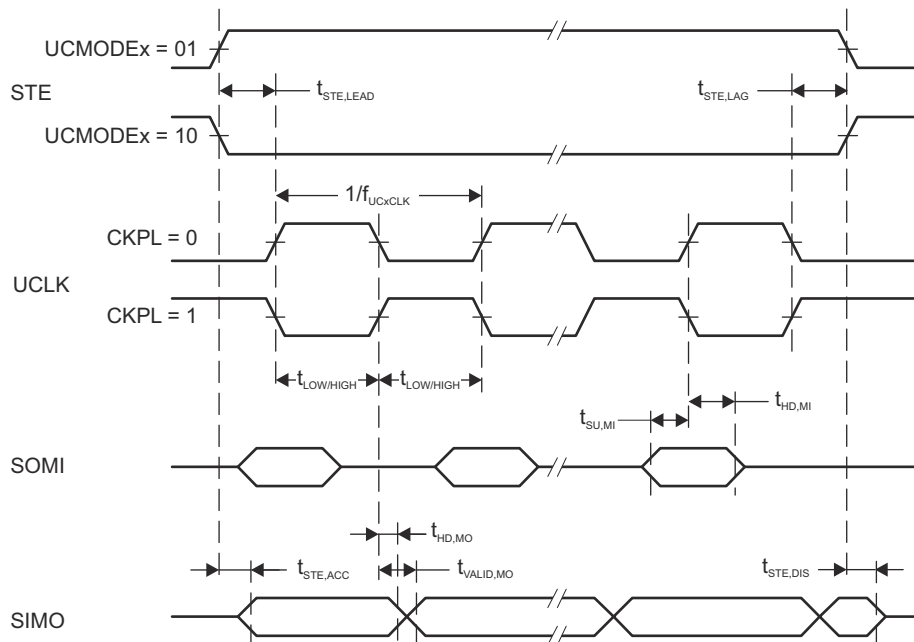 UCMODEx = 01
STE
t_STE,LEAD
t_STE,LAG
UCMODEx = 10
1/f_UCxCLK
CKPL = 0
UCLK
CKPL = 1
t_LOW/HIGH t_LOW/HIGH
t_HD,MI
t_SU,MI
SOMI
t_HD,MO
t_STE,ACC t_VALID,MO t_STE,DIS
SIMO